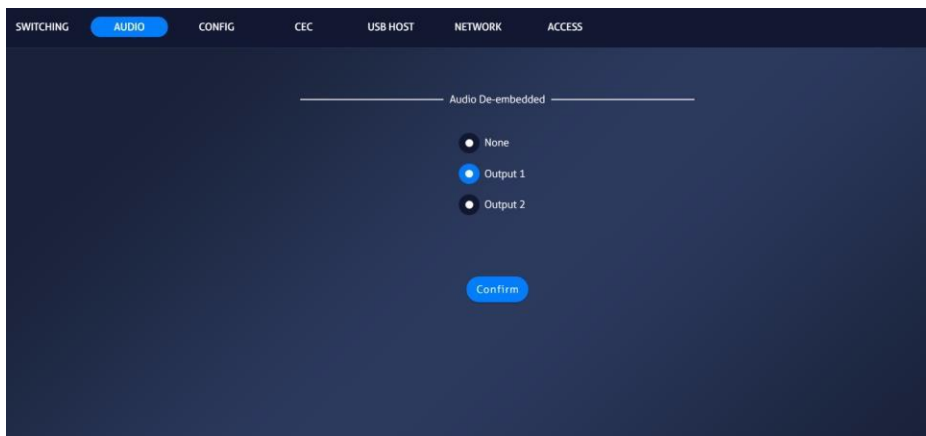 SWITCHING AUDIO CONFIG CEC USB HOST NETWORK ACCESS
Audio De-embedded
None
Output 1
Output 2
Confirm